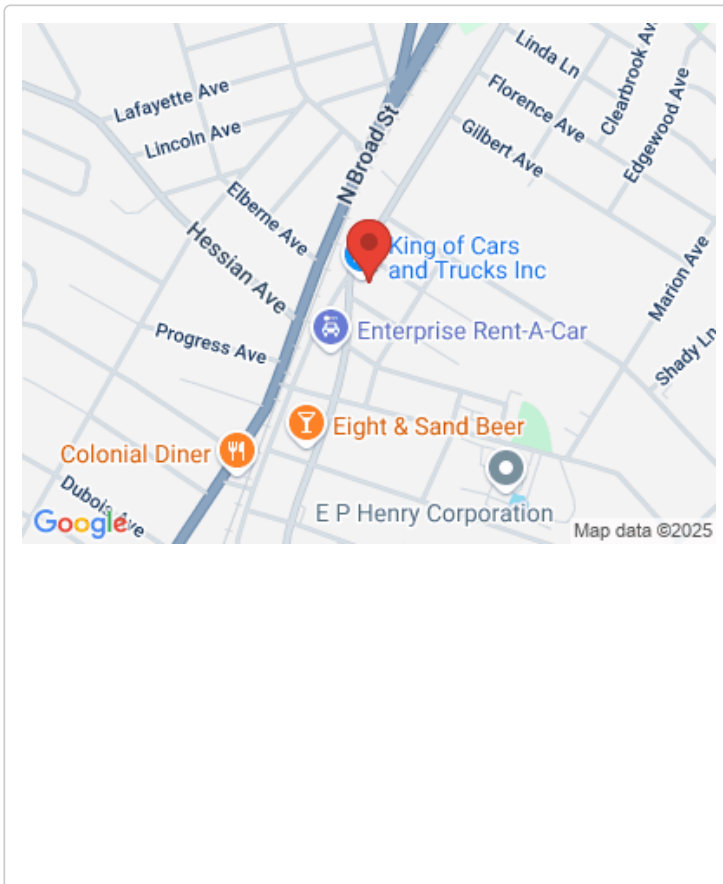 Linda Ln
Clearbrook Av
Lafayette Ave
Florence Ave
Edgewood Ave
Lincoln Ave
N Broad St
Gilbert Ave
Elberne Ave
Hessian Ave
King of Cars
and Trucks Inc
Marion Ave
Progress Ave
Enterprise Rent-A-Car
Shady Ln
Eight & Sand Beer
Colonial Diner
Dubois Ave
E P Henry Corporation
Google
Map data ©2025